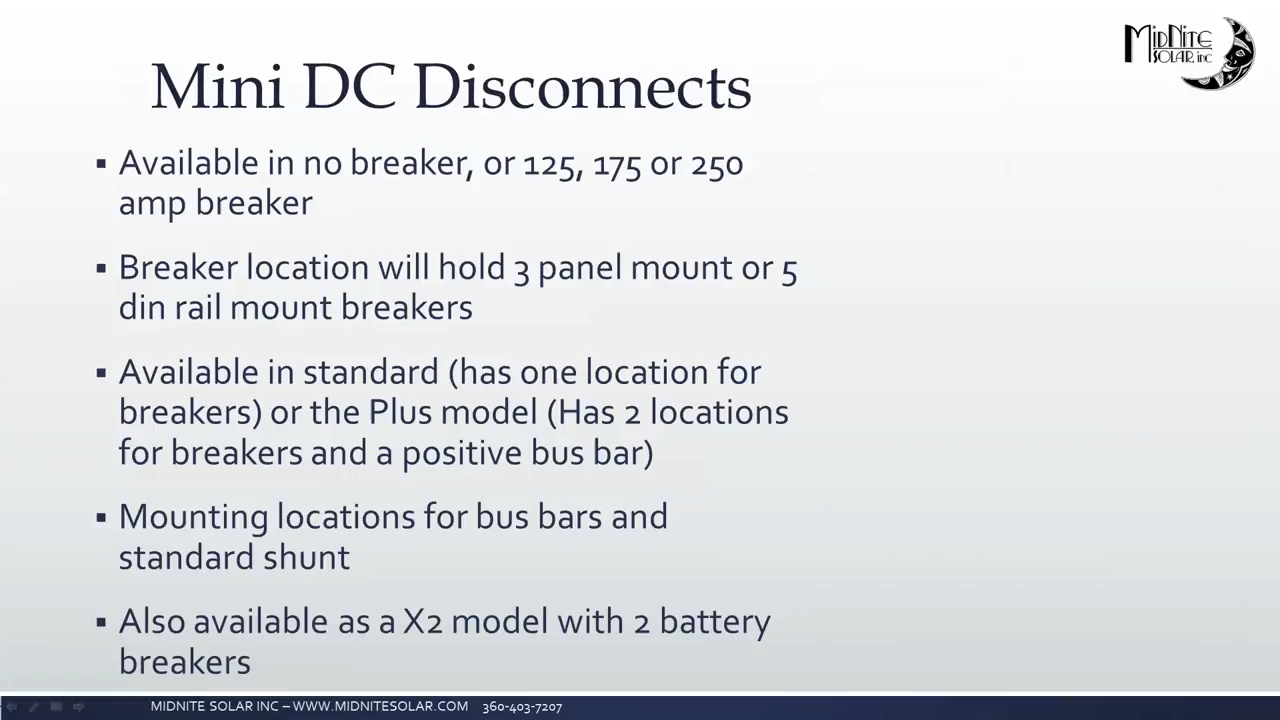 MIDNITE
SOLAR, INC
Mini DC Disconnects
▪ Available in no breaker, or 125, 175 or 250
amp breaker
▪ Breaker location will hold 3 panel mount or 5
din rail mount breakers
▪ Available in standard (has one location for
breakers) or the Plus model (Has 2 locations
for breakers and a positive bus bar)
▪ Mounting locations for bus bars and
standard shunt
▪ Also available as a X2 model with 2 battery
breakers
MIDNITE SOLAR INC – WWW.MIDNITESOLAR.COM 360-403-7207